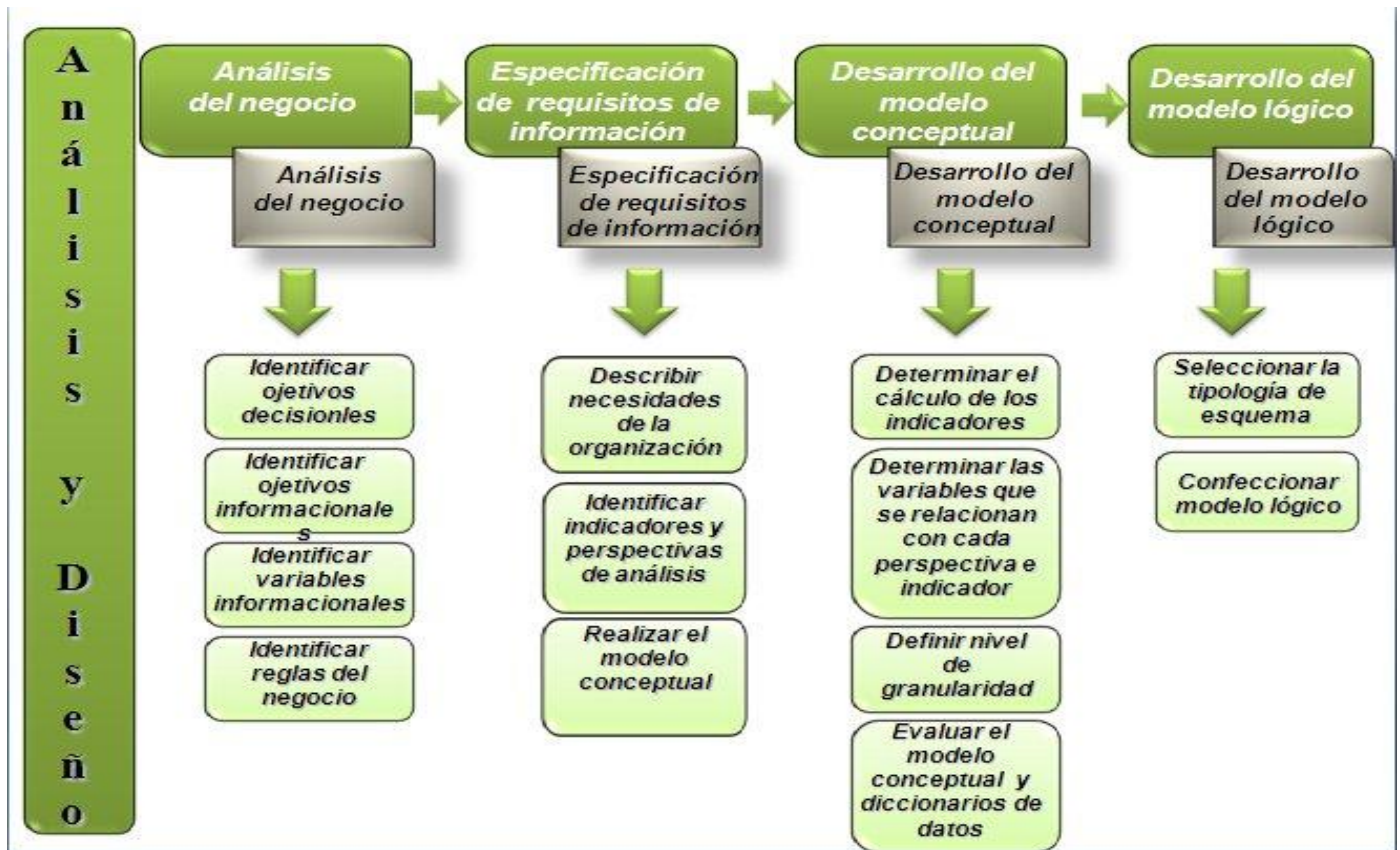 Análisis y Diseño
Análisis
del negocio
Especificación
de requisitos de
información
Desarrollo del
modelo
conceptual
Desarrollo del
modelo lógico
Análisis
del negocio
Especificación
de requisitos
de información
Desarrollo del
modelo
conceptual
Desarrollo
del modelo
lógico
Identificar
ojetivos
decisionles
Identificar
ojetivos
informacionale
s
Identificar
variables
informacionales
Identificar
reglas del
negocio
Describir
necesidades
de la
organización
Identificar
indicadores y
perspectivas
de análisis
Realizar el
modelo
conceptual
Determinar el
cálculo de los
indicadores
Determinar las
variables que
se relacionan
con cada
perspectiva e
indicador
Definir nivel
de
granularidad
Evaluar el
modelo
conceptual y
diccionarios de
datos
Seleccionar la
tipología de
esquema
Confeccionar
modelo lógico